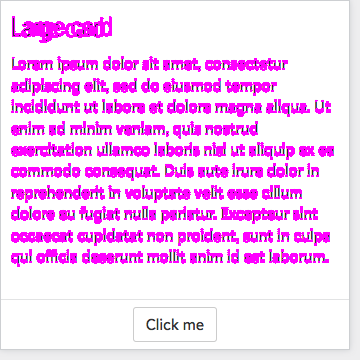 Large card
Lorem ipsum dolor sit amet, consectetur
adipiscing elit, sed do eiusmod tempor
incididunt ut labore et dolore magna aliqua. Ut
enim ad minim veniam, quis nostrud
exercitation ullamco laboris nisi ut aliquip ex ea
commodo consequat. Duis aute irure dolor in
reprehenderit in voluptate velit esse cillum
dolore eu fugiat nulla pariatur. Excepteur sint
occaecat cupidatat non proident, sunt in culpa
qui officia deserunt mollit anim id est laborum.
Click me